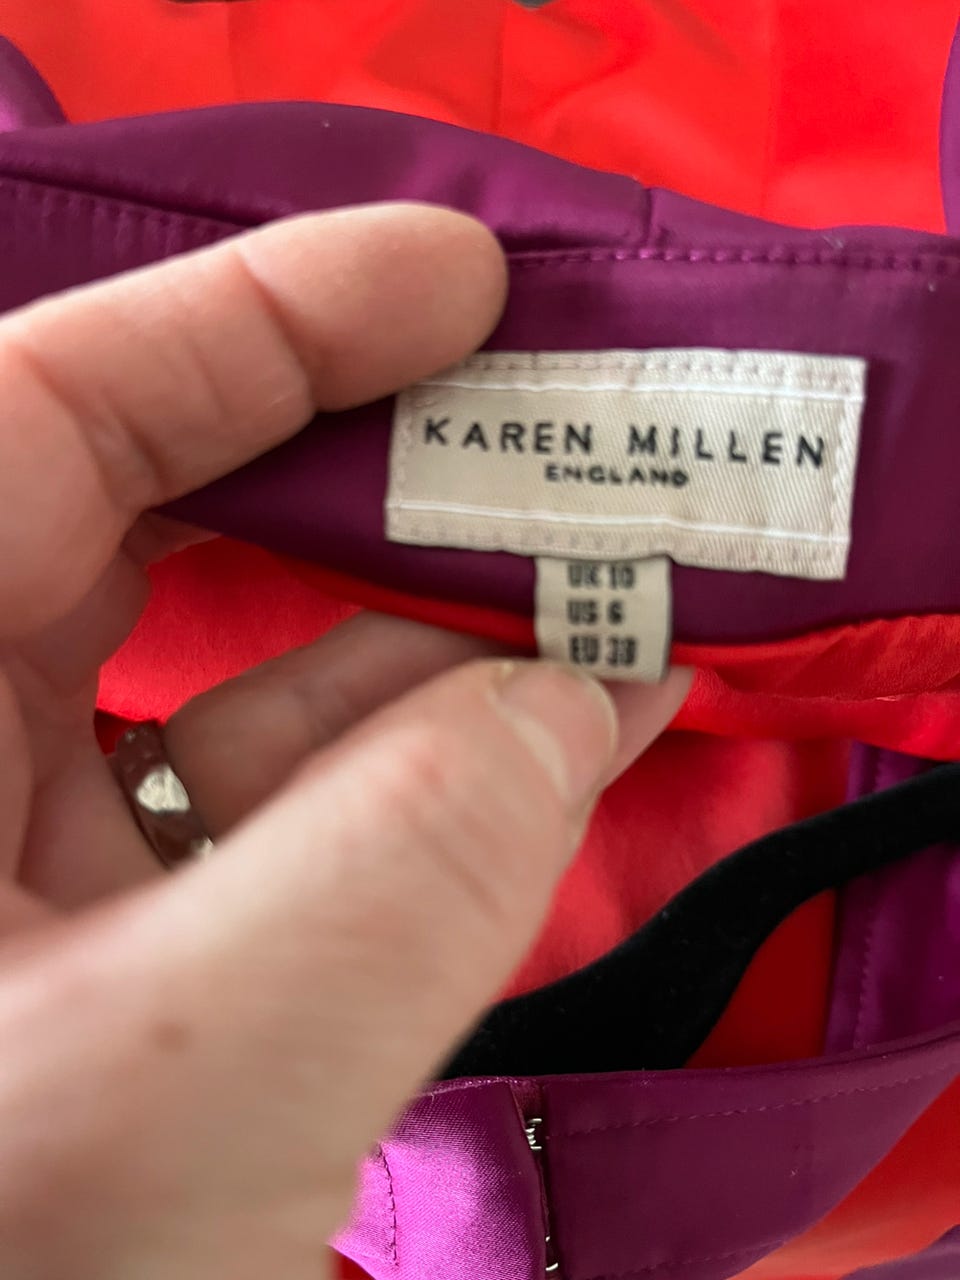 KAREN MILLEN
ENGLAND
UK 10
US 6
EU 38